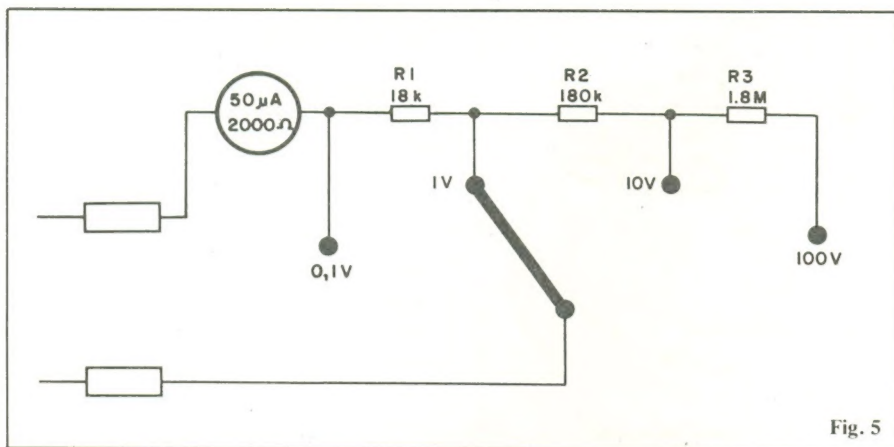 R1
18k
R2
180k
R3
1.8M
50µA
2000Ω
1V
10V
0,1V
100V
Fig. 5